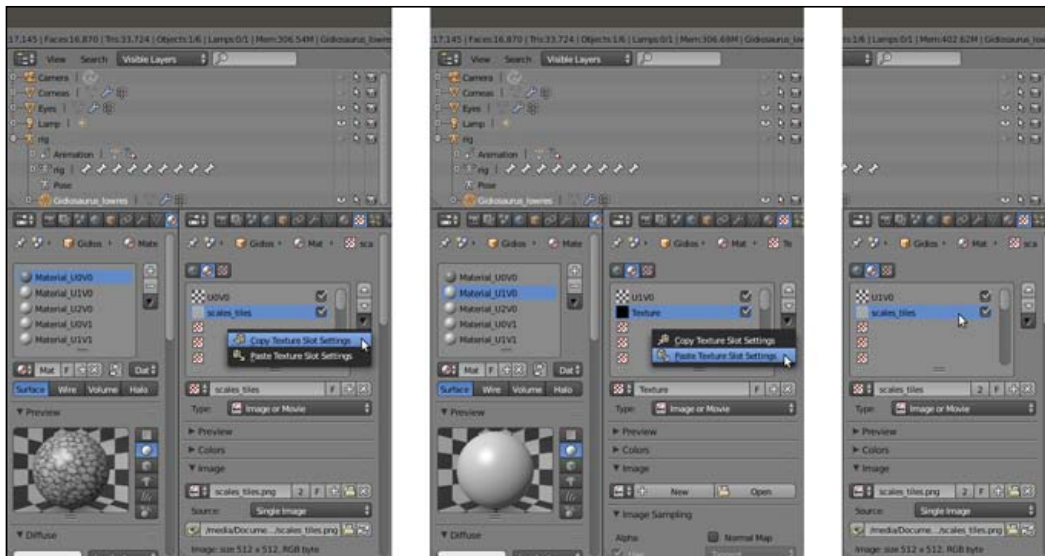 17,145 | Faces:16,870 | Tris:33,724 | Objects:1/6 | Lamps:0/1 | Mem:306.54M | Gidiosaurus_lowres
View Search Visible Layers
Camera
Corneas
Eyes
Lamp
rig
Animation
rig
Pose
Gidiosaurus_lowres
Gidios Mate
Material_U0V0
Material_U1V0
Material_U2V0
Material_U0V1
Material_U1V1
Mat F Dat
Surface Wire Volume Halo
Preview
Diffuse
Gidios Mat sca
U0V0
scales_tiles
Copy Texture Slot Settings
Paste Texture Slot Settings
scales_tiles F
Type: Image or Movie
Preview
Colors
Image
scales_tiles.png 2 F
Source: Single Image
/media/Docume.../scales_tiles.png
Image: size 512 x 512, RGB byte
17,145 | Faces:16,870 | Tris:33,724 | Objects:1/6 | Lamps:0/1 | Mem:306.69M | Gidiosaurus_low
View Search Visible Layers
Camera
Corneas
Eyes
Lamp
rig
Animation
rig
Pose
Gidiosaurus_lowres
Gidios Mate
Material_U0V0
Material_U1V0
Material_U2V0
Material_U0V1
Material_U1V1
Mat F Dat
Surface Wire Volume Halo
Preview
Diffuse
Gidios Mat Te
U1V0
Texture
Copy Texture Slot Settings
Paste Texture Slot Settings
Texture F
Type: Image or Movie
Preview
Colors
Image
New Open
Image Sampling
Alpha: Normal Map
ts:1/6 | Lamps:0/1 | Mem:402.62M | Gidiosaurus_lowres
Gidios Mat sca
U1V0
scales_tiles
scales_tiles 2 F
Type: Image or Movie
Preview
Colors
Image
scales_tiles.png 2 F
Source: Single Image
/media/Docume.../scales_tiles.png
Image: size 512 x 512, RGB byte